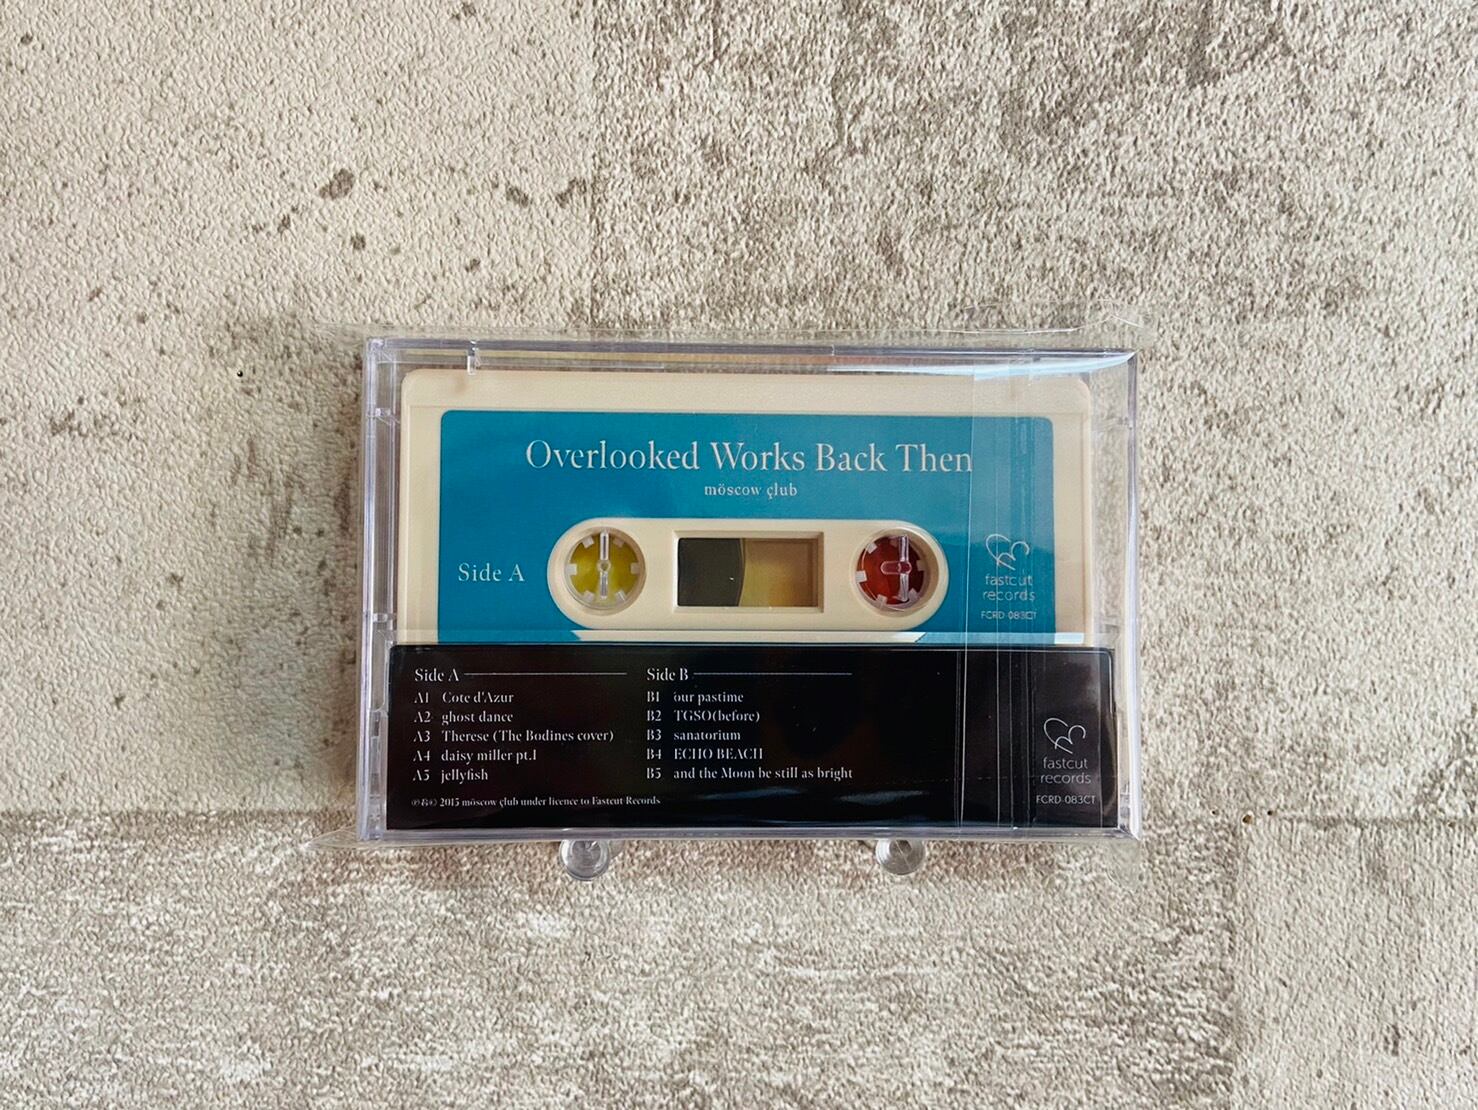 Overlooked Works Back Then
möscow çlub
Side A
fastcut
records
FCRD-083CT
Side A
A1 Cote d'Azur
A2 ghost dance
A3 Therese (The Bodines cover)
A4 daisy miller pt.1
A5 jellyfish
Side B
B1 our pastime
B2 TGSO(before)
B3 sanatorium
B4 ECHO BEACH
B5 and the Moon be still as bright
℗&© 2015 möscow çlub under licence to Fastcut Records
fastcut
records
FCRD-083CT